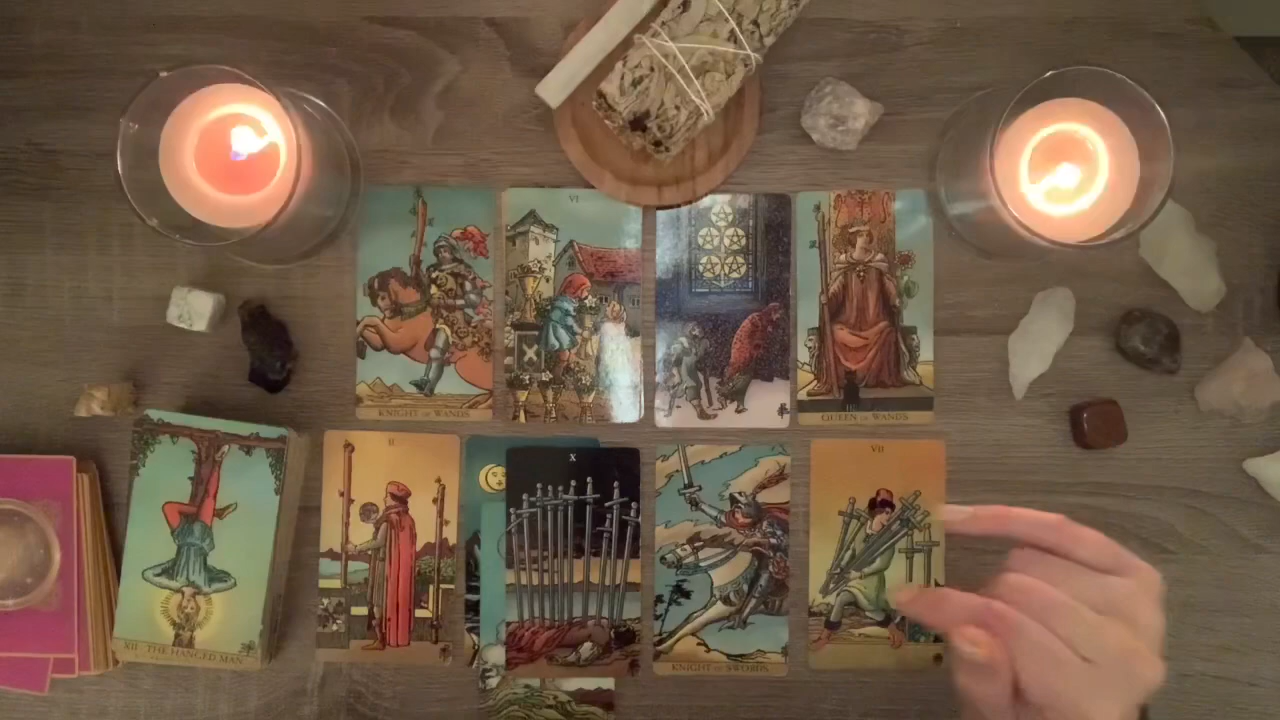 VI
KNIGHT OF WANDS
QUEEN OF WANDS
II
X
VII
XII THE HANGED MAN
KNIGHT OF SWORDS